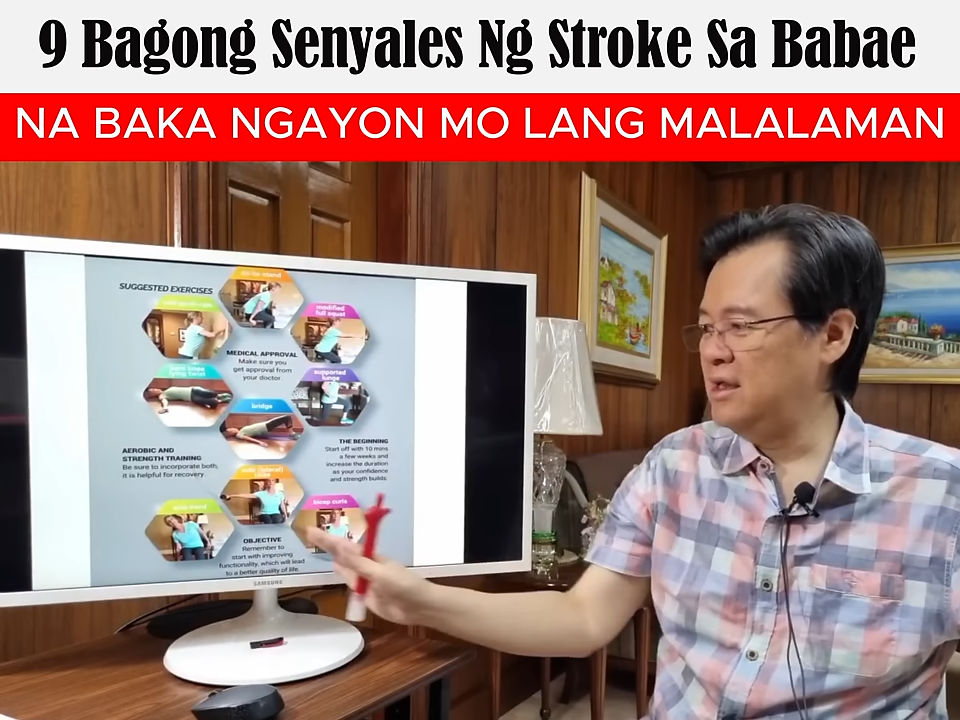 9 Bagong Senyales Ng Stroke Sa Babae
NA BAKA NGAYON MO LANG MALALAMAN
SUGGESTED EXERCISES
modified
full squat
MEDICAL APPROVAL
Make sure you
get approval from
your doctor.
supported
lunge
bridge
AEROBIC AND
STRENGTH TRAINING
Be sure to incorporate both,
it is helpful for recovery.
THE BEGINNING
Start off with 10 mins
a few weeks and
increase the duration
as your confidence
and strength builds.
bicep curls
OBJECTIVE
Remember to
start with improving
functionality, which will lead
to a better quality of life.
SAMSUNG